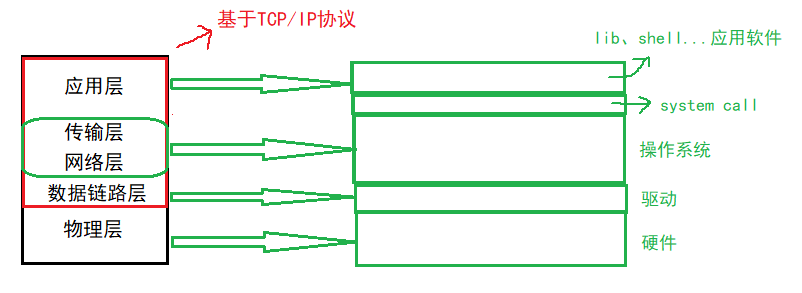 基于TCP/IP协议
lib、shell...应用软件
应用层
system call
传输层
操作系统
网络层
数据链路层
驱动
物理层
硬件